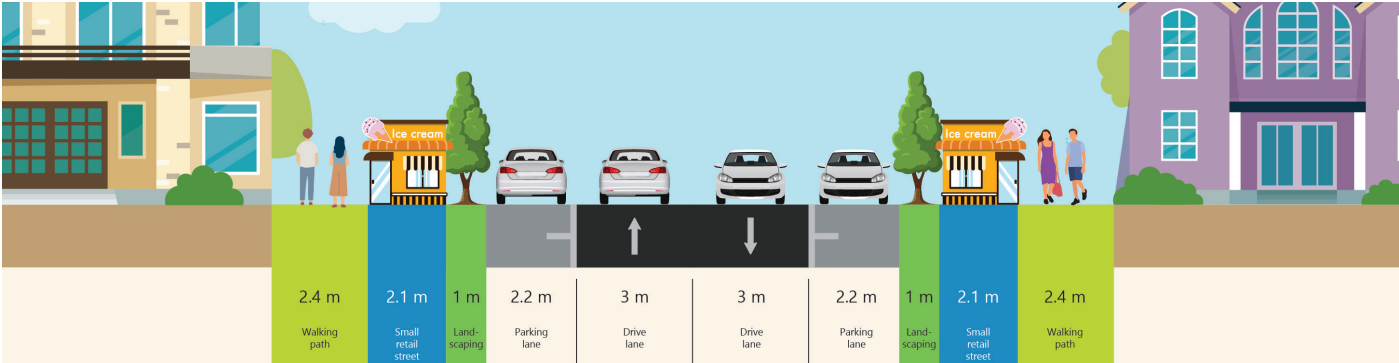 Ice cream
Ice cream
2.4 m
2.1 m
1 m
2.2 m
3 m
3 m
2.2 m
1 m
2.1 m
2.4 m
Walking
path
Small
retail
street
Land-
scaping
Parking
lane
Drive
lane
Drive
lane
Parking
lane
Land-
scaping
Small
retail
street
Walking
path